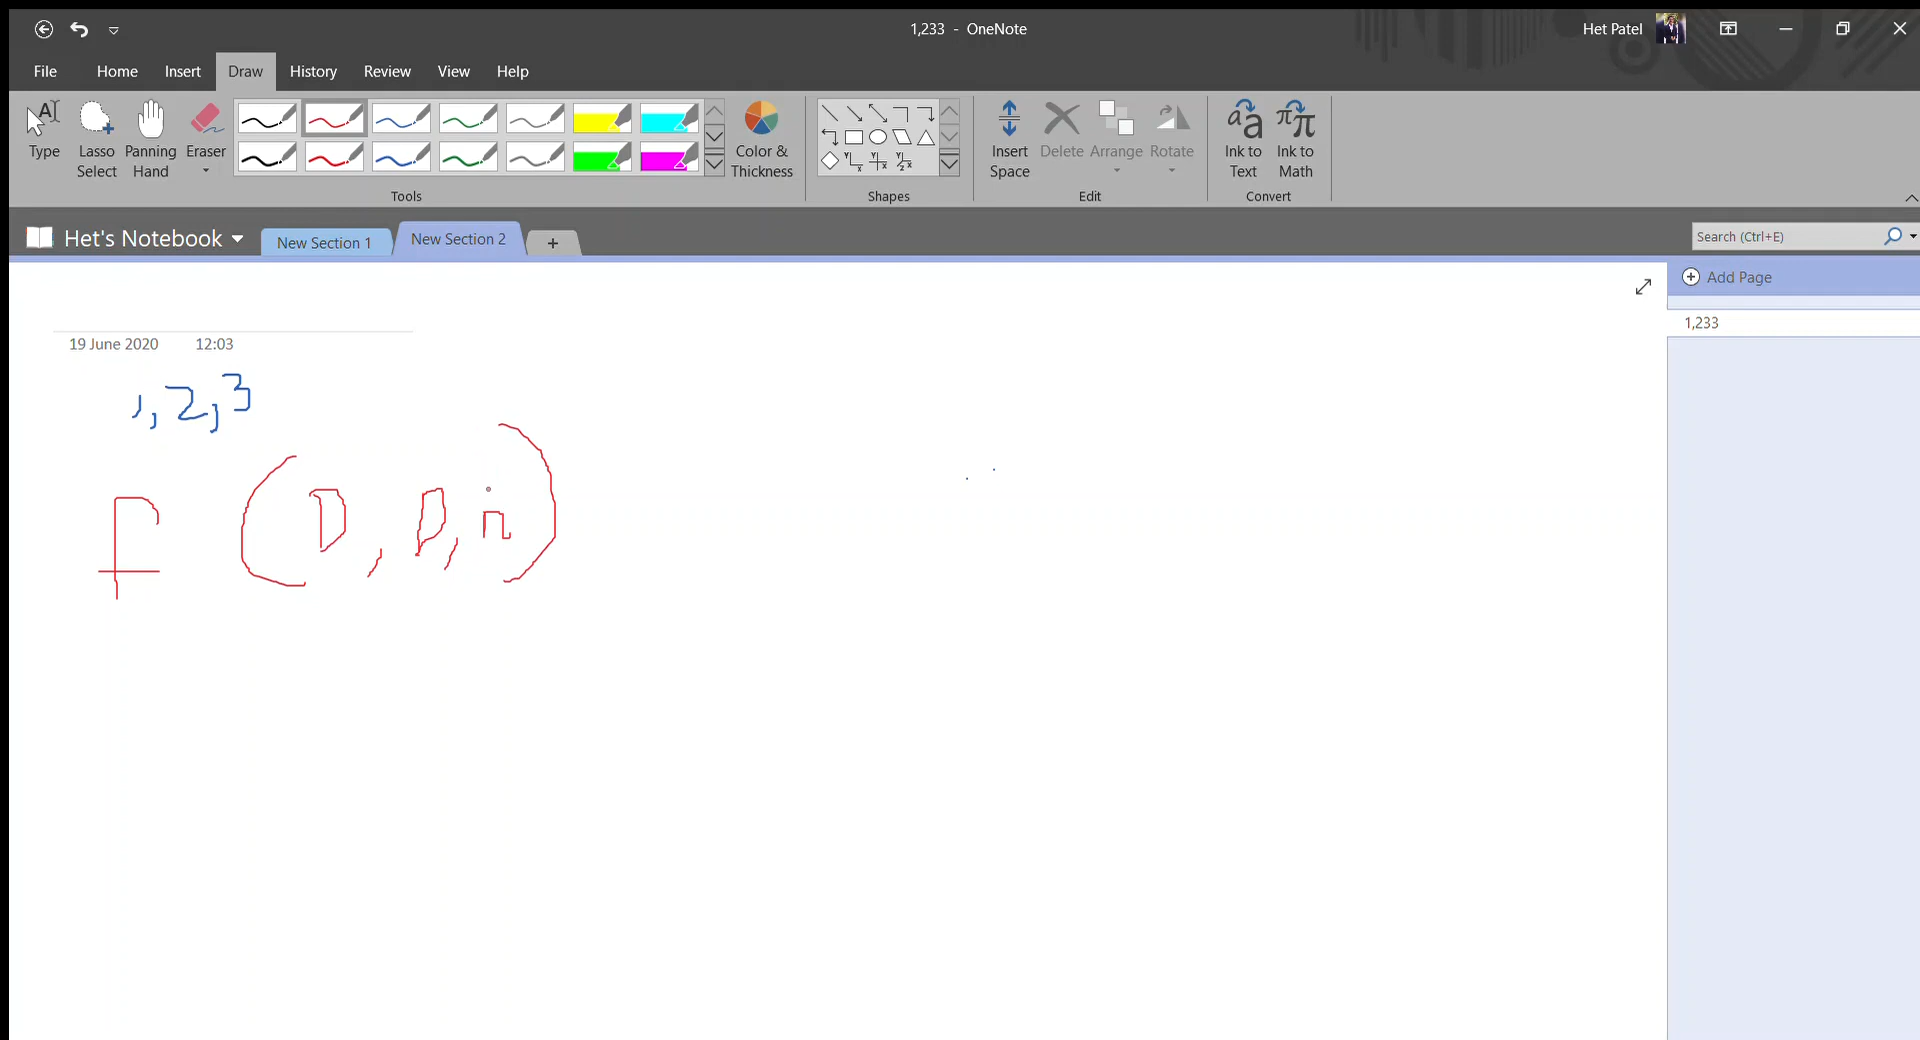 1,233 - OneNote
Het Patel
File Home Insert Draw History Review View Help
Type
Lasso Select
Panning Hand
Eraser
Color & Thickness
Insert Space
Delete
Arrange
Rotate
Ink to Text
Ink to Math
Tools
Shapes
Edit
Convert
Het's Notebook
New Section 1
New Section 2
+
Search (Ctrl+E)
Add Page
1,233
19 June 2020 12:03
1, 2, 3
f ( D , D, n )